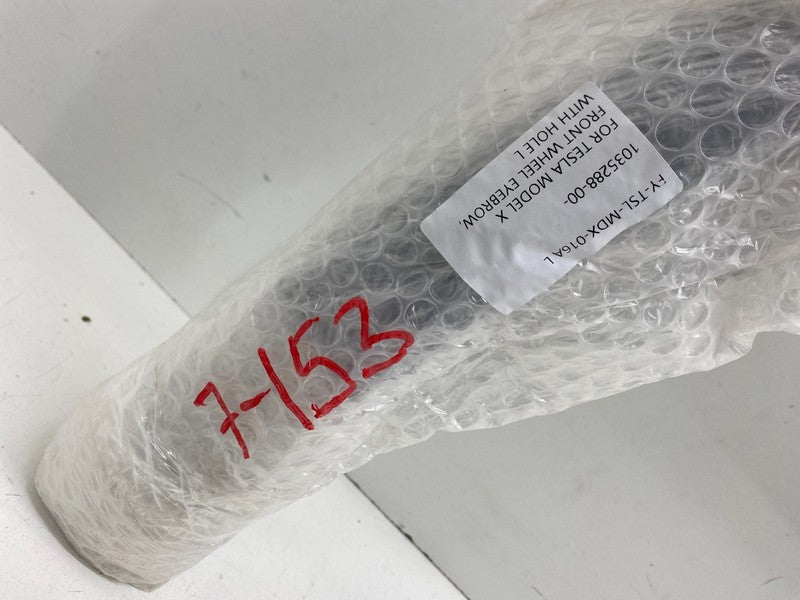 FY-TSL-MDX-016A L
1035288-00-
FOR TESLA MODEL X
FRONT WHEEL EYEBROW,
WITH HOLE L
7-153